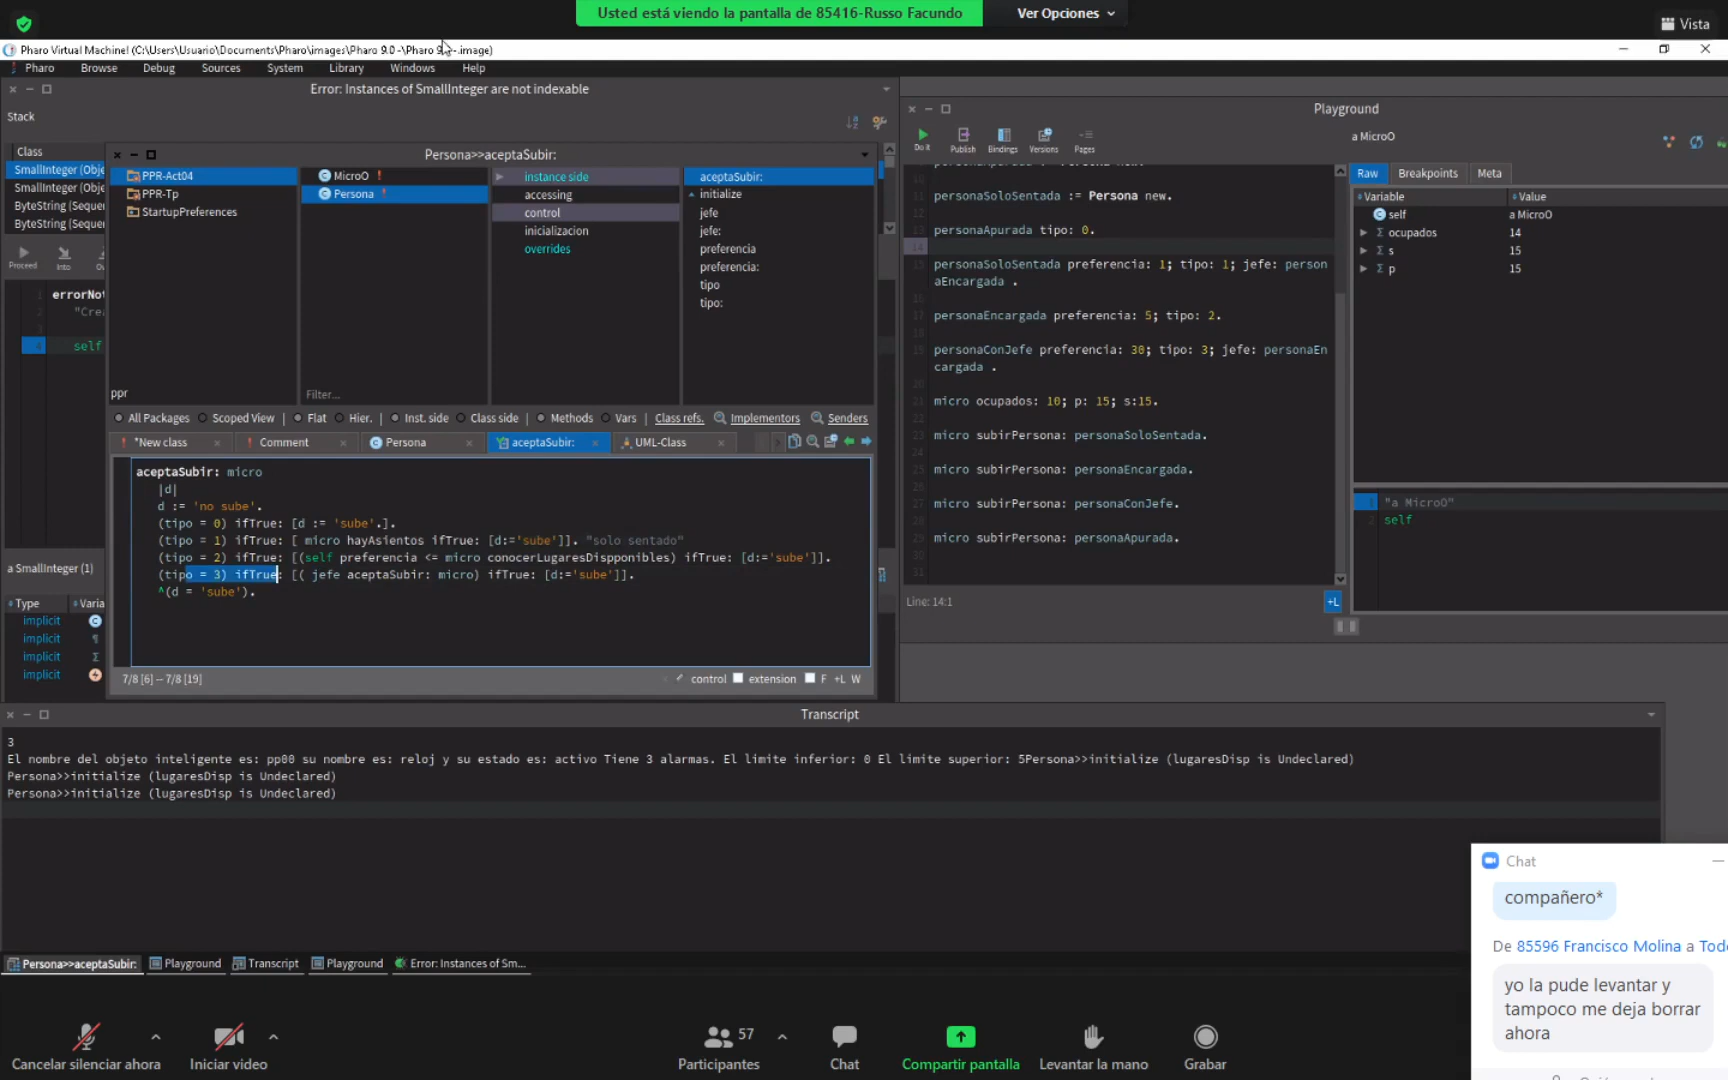 Usted está viendo la pantalla de 85416-Russo Facundo
Ver Opciones
Vista
Pharo Virtual Machine! (C:\Users\Usuario\Documents\Pharo\images\Pharo 9.0 -\Pharo 9.0 -.image)
Pharo Browse Debug Sources System Library Windows Help
Error: Instances of SmallInteger are not indexable
Stack
Class
SmallInteger (Obje
SmallInteger (Obje
ByteString (Seque
ByteString (Seque
Proceed Into
errorNot
"Crea
self
a SmallInteger (1)
Type Varia
implicit
implicit
implicit
implicit
Persona>>aceptaSubir:
PPR-Act04
PPR-Tp
StartupPreferences
ppr
MicroO !
Persona !
Filter...
instance side
accessing
control
inicializacion
overrides
aceptaSubir:
initialize
jefe
jefe:
preferencia
preferencia:
tipo
tipo:
All Packages Scoped View Flat Hier. Inst. side Class side Methods Vars Class refs. Implementors Senders
*New class Comment Persona aceptaSubir: UML-Class
aceptaSubir: micro
|d|
d := 'no sube'.
(tipo = 0) ifTrue: [d := 'sube'.].
(tipo = 1) ifTrue: [ micro hayAsientos ifTrue: [d:='sube']]. "solo sentado"
(tipo = 2) ifTrue: [(self preferencia <= micro conocerLugaresDispponibles) ifTrue: [d:='sube']].
(tipo = 3) ifTrue: [( jefe aceptaSubir: micro) ifTrue: [d:='sube']].
^(d = 'sube').
7/8 [6] – 7/8 [19]
control extension F +L W
Playground
Do it Publish Bindings Versions Pages
personaSoloSentada := Persona new.
personaApurada tipo: 0.
personaSoloSentada preferencia: 1; tipo: 1; jefe: person
aEncargada .
personaEncargada preferencia: 5; tipo: 2.
personaConJefe preferencia: 30; tipo: 3; jefe: personaEn
cargada .
micro ocupados: 10; p: 15; s:15.
micro subirPersona: personaSoloSentada.
micro subirPersona: personaEncargada.
micro subirPersona: personaConJefe.
micro subirPersona: personaApurada.
Line: 14:1
+L
a MicroO
Raw Breakpoints Meta
Variable Value
self a MicroO
ocupados 14
s 15
p 15
1 "a MicroO"
2 self
Transcript
3
El nombre del objeto inteligente es: pp00 su nombre es: reloj y su estado es: activo Tiene 3 alarmas. El limite inferior: 0 El limite superior: 5Persona>>initialize (lugaresDisp is Undeclared)
Persona>>initialize (lugaresDisp is Undeclared)
Persona>>initialize (lugaresDisp is Undeclared)
Persona>>aceptaSubir: Playground Transcript Playground Error: Instances of Sm...
Chat
compañero*
De 85596 Francisco Molina a Tod
yo la pude levantar y
tampoco me deja borrar
ahora
Cancelar silenciar ahora
Iniciar video
57
Participantes
Chat
Compartir pantalla
Levantar la mano
Grabar